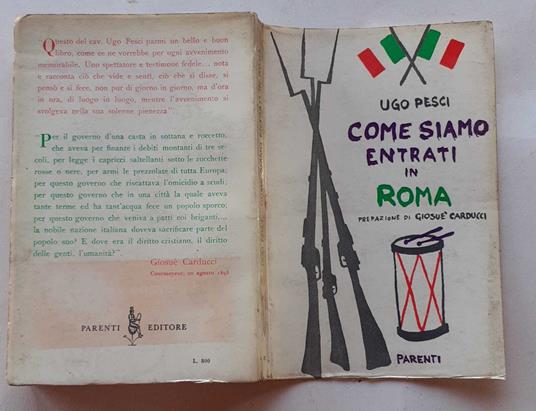 Questo del cav. Ugo Pesci parmi un bello e buon
libro, come ce ne vorrebbe per ogni avvenimento
memorabile. Uno spettatore e testimone fedele... nota
e racconta ciò che vide e sentì, ciò che si disse, si
pensò e si fece, non pur di giorno in giorno, ma d'ora
in ora, di luogo in luogo, mentre l'avvenimento si
svolgeva nella sua solenne pienezza".
"Per il governo d'una casta in sottana e roccetto,
che aveva per finanze i debiti montanti di tre se-
coli, per legge i capricci saltellanti sotto le zucchette
rosse o nere, per armi le prezzolate di tutta Europa;
per questo governo che riscattava l'omicidio a scudi;
per questo governo che in una città la quale aveva
tante terme ed ha tant'acqua fece un popolo sporco;
per questo governo che veniva a patti coi briganti...
la nobile nazione italiana doveva sacrificare parte del
popolo suo? E dove era il diritto cristiano, il diritto
delle genti, l'umanità?"
Giosuè Carducci
Courmayeur, 20 agosto 1895
PARENTI EDITORE
L. 800
UGO PESCI
COME SIAMO
ENTRATI
IN
ROMA
PREFAZIONE DI GIOSUÈ CARDUCCI
PARENTI